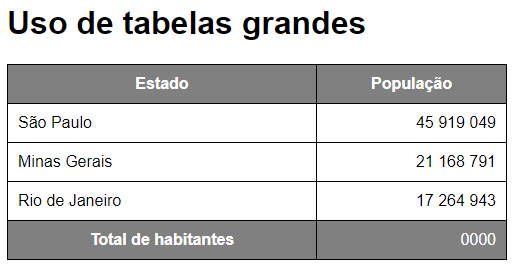 Uso de tabelas grandes
Estado População
São Paulo 45 919 049
Minas Gerais 21 168 791
Rio de Janeiro 17 264 943
Total de habitantes 0000